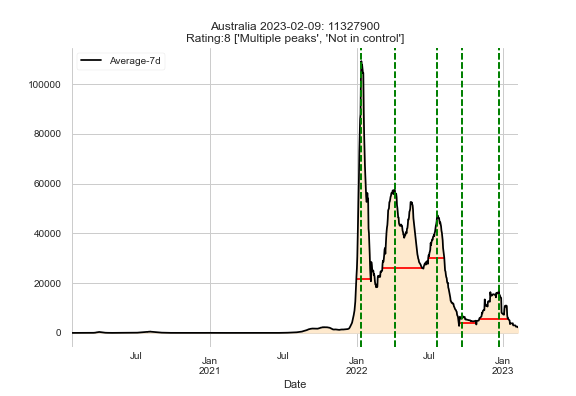 Australia 2023-02-09: 11327900
Rating:8 ['Multiple peaks', 'Not in control']
Average-7d
100000
80000
60000
40000
20000
0
Jul
Jan
2021
Jul
Jan
2022
Jul
Jan
2023
Date